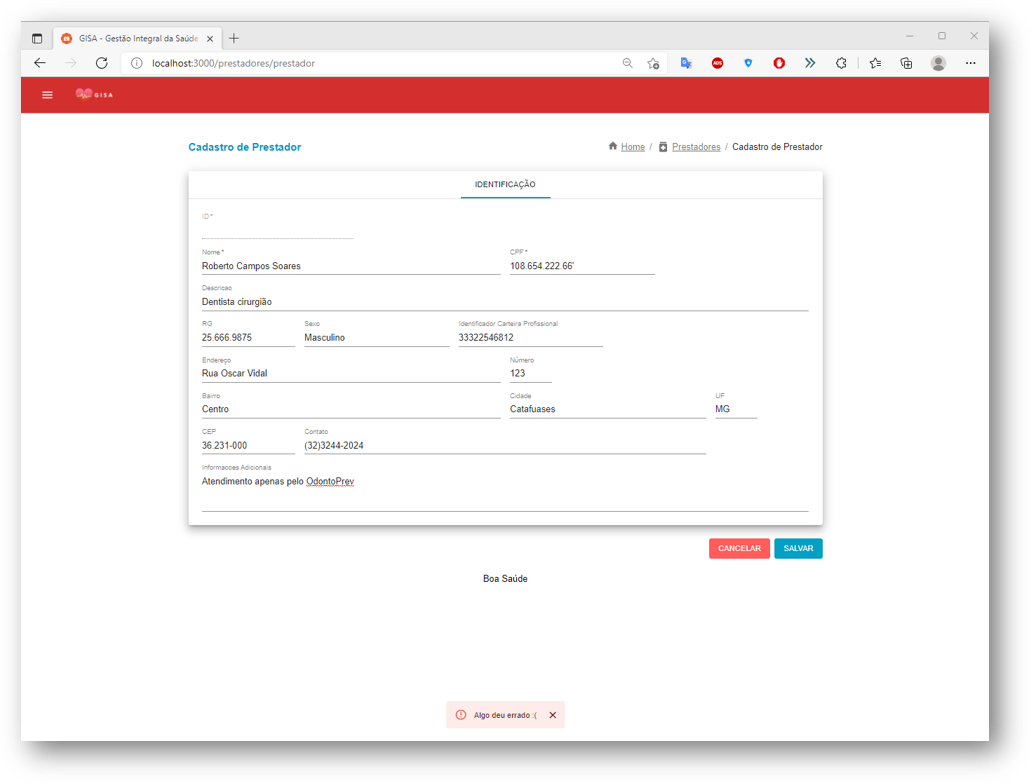 GISA - Gestão Integral da Saúde
localhost:3000/prestadores/prestador
GISA
Cadastro de Prestador
Home / Prestadores / Cadastro de Prestador
IDENTIFICAÇÃO
ID *
Nome * CPF *
Roberto Campos Soares 108.654.222.66'
Descricao
Dentista cirurgião
RG Sexo Identificador Carteira Profissional
25.666.9875 Masculino 33322546812
Endereço Número
Rua Oscar Vidal 123
Bairro Cidade UF
Centro Catafuases MG
CEP Contato
36.231-000 (32)3244-2024
Informacoes Adicionais
Atendimento apenas pelo OdontoPrev
CANCELAR SALVAR
Boa Saúde
Algo deu errado :(